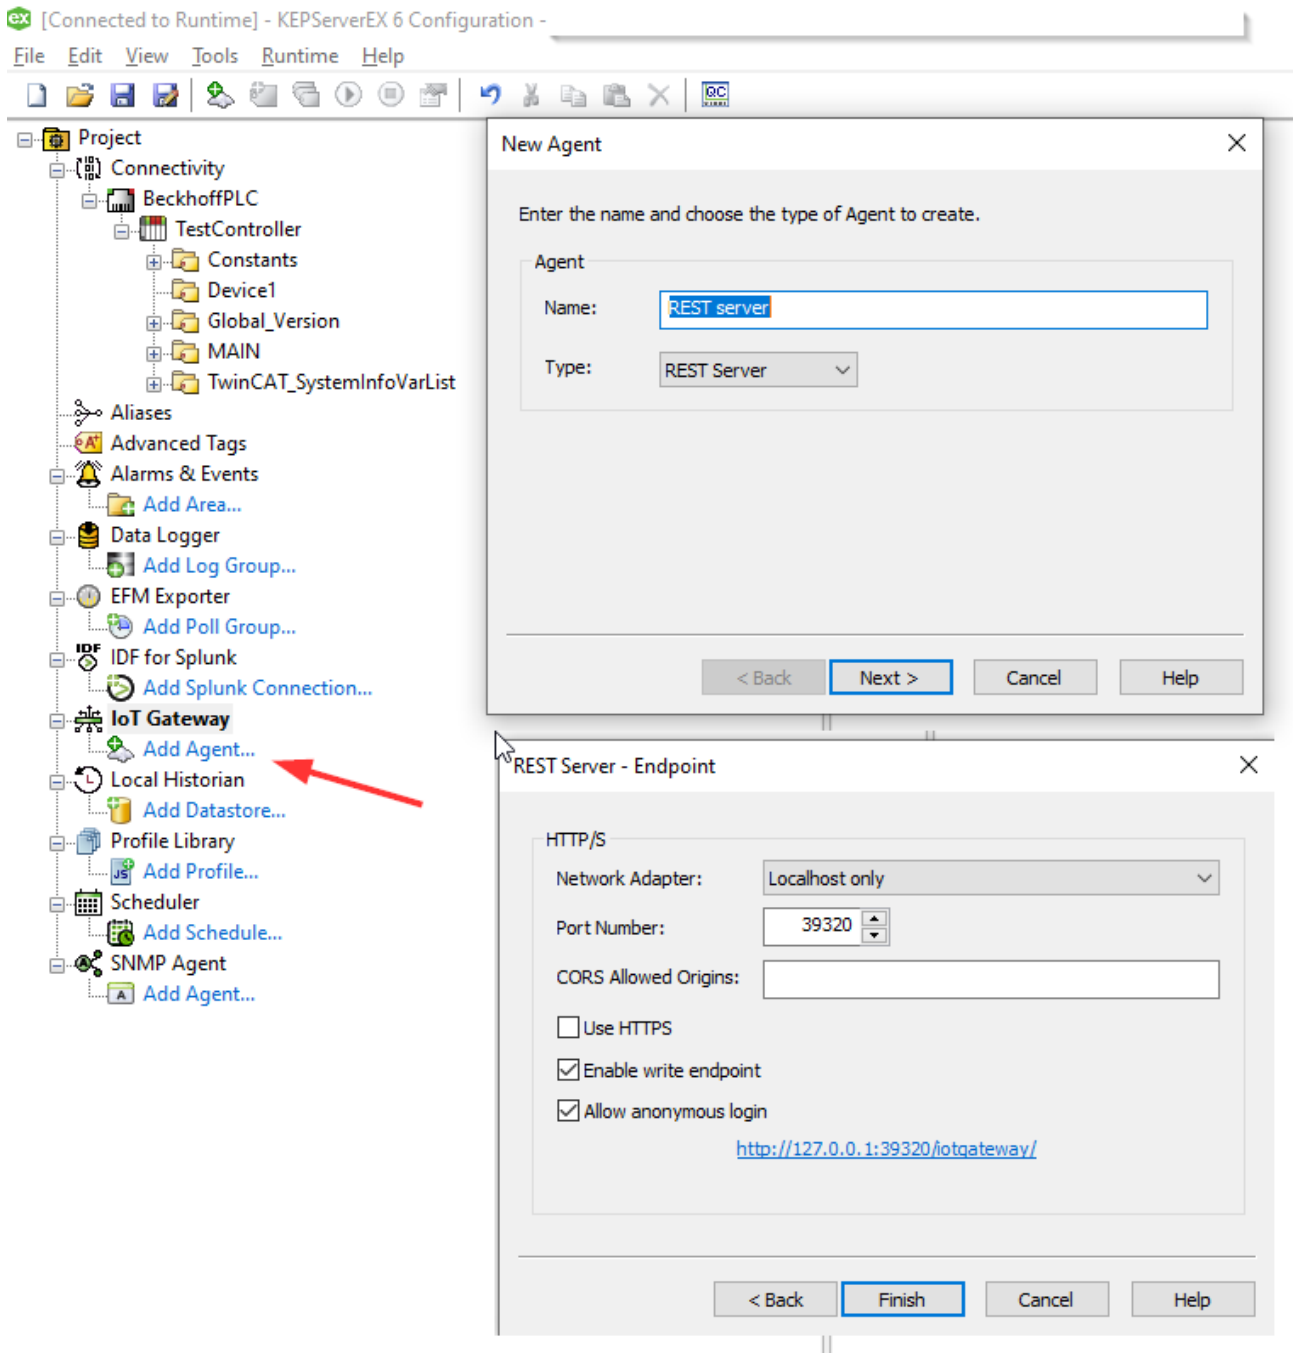 [Connected to Runtime] - KEPServerEX 6 Configuration -
File Edit View Tools Runtime Help
Project
Connectivity
BeckhoffPLC
TestController
Constants
Device1
Global_Version
MAIN
TwinCAT_SystemInfoVarList
Aliases
Advanced Tags
Alarms & Events
Add Area...
Data Logger
Add Log Group...
EFM Exporter
Add Poll Group...
IDF for Splunk
Add Splunk Connection...
IoT Gateway
Add Agent...
Local Historian
Add Datastore...
Profile Library
Add Profile...
Scheduler
Add Schedule...
SNMP Agent
Add Agent...
New Agent
Enter the name and choose the type of Agent to create.
Agent
Name: REST server
Type: REST Server
< Back Next > Cancel Help
REST Server - Endpoint
HTTP/S
Network Adapter: Localhost only
Port Number: 39320
CORS Allowed Origins:
Use HTTPS
Enable write endpoint
Allow anonymous login
http://127.0.0.1:39320/iotgateway/
< Back Finish Cancel Help